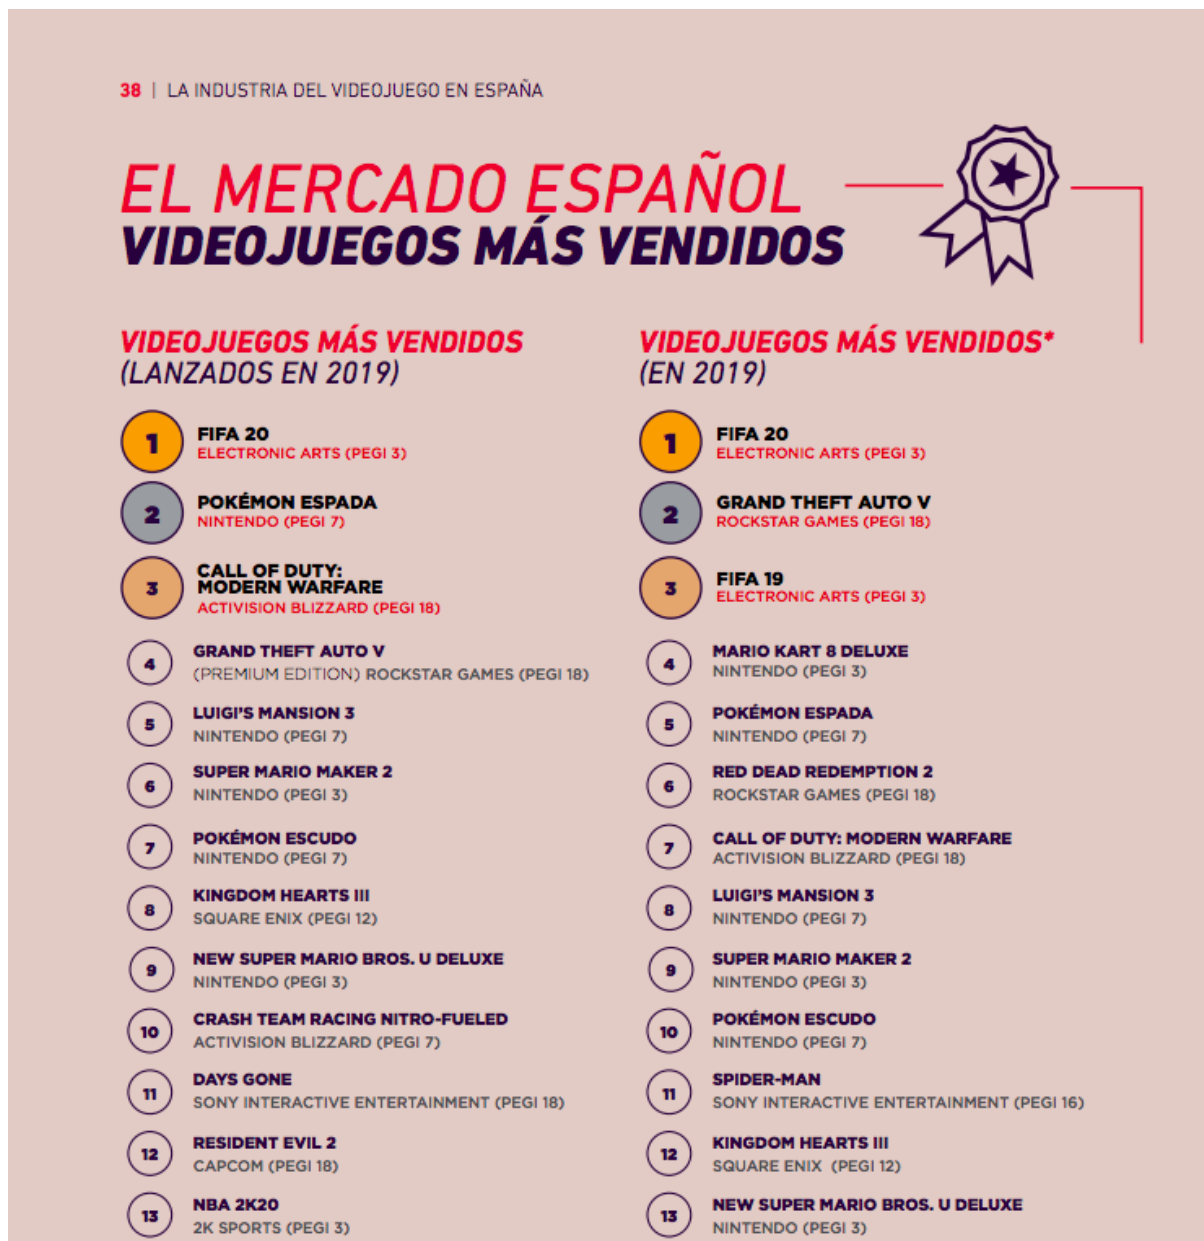 38 | LA INDUSTRIA DEL VIDEOJUEGO EN ESPAÑA
EL MERCADO ESPAÑOL
VIDEOJUEGOS MÁS VENDIDOS
VIDEOJUEGOS MÁS VENDIDOS
(LANZADOS EN 2019)
1
FIFA 20
ELECTRONIC ARTS (PEGI 3)
2
POKÉMON ESPADA
NINTENDO (PEGI 7)
3
CALL OF DUTY:
MODERN WARFARE
ACTIVISION BLIZZARD (PEGI 18)
4
GRAND THEFT AUTO V
(PREMIUM EDITION) ROCKSTAR GAMES (PEGI 18)
5
LUIGI'S MANSION 3
NINTENDO (PEGI 7)
6
SUPER MARIO MAKER 2
NINTENDO (PEGI 3)
7
POKÉMON ESCUDO
NINTENDO (PEGI 7)
8
KINGDOM HEARTS III
SQUARE ENIX (PEGI 12)
9
NEW SUPER MARIO BROS. U DELUXE
NINTENDO (PEGI 3)
10
CRASH TEAM RACING NITRO-FUELED
ACTIVISION BLIZZARD (PEGI 7)
11
DAYS GONE
SONY INTERACTIVE ENTERTAINMENT (PEGI 18)
12
RESIDENT EVIL 2
CAPCOM (PEGI 18)
13
NBA 2K20
2K SPORTS (PEGI 3)
VIDEOJUEGOS MÁS VENDIDOS*
(EN 2019)
1
FIFA 20
ELECTRONIC ARTS (PEGI 3)
2
GRAND THEFT AUTO V
ROCKSTAR GAMES (PEGI 18)
3
FIFA 19
ELECTRONIC ARTS (PEGI 3)
4
MARIO KART 8 DELUXE
NINTENDO (PEGI 3)
5
POKÉMON ESPADA
NINTENDO (PEGI 7)
6
RED DEAD REDEMPTION 2
ROCKSTAR GAMES (PEGI 18)
7
CALL OF DUTY: MODERN WARFARE
ACTIVISION BLIZZARD (PEGI 18)
8
LUIGI'S MANSION 3
NINTENDO (PEGI 7)
9
SUPER MARIO MAKER 2
NINTENDO (PEGI 3)
10
POKÉMON ESCUDO
NINTENDO (PEGI 7)
11
SPIDER-MAN
SONY INTERACTIVE ENTERTAINMENT (PEGI 16)
12
KINGDOM HEARTS III
SQUARE ENIX (PEGI 12)
13
NEW SUPER MARIO BROS. U DELUXE
NINTENDO (PEGI 3)